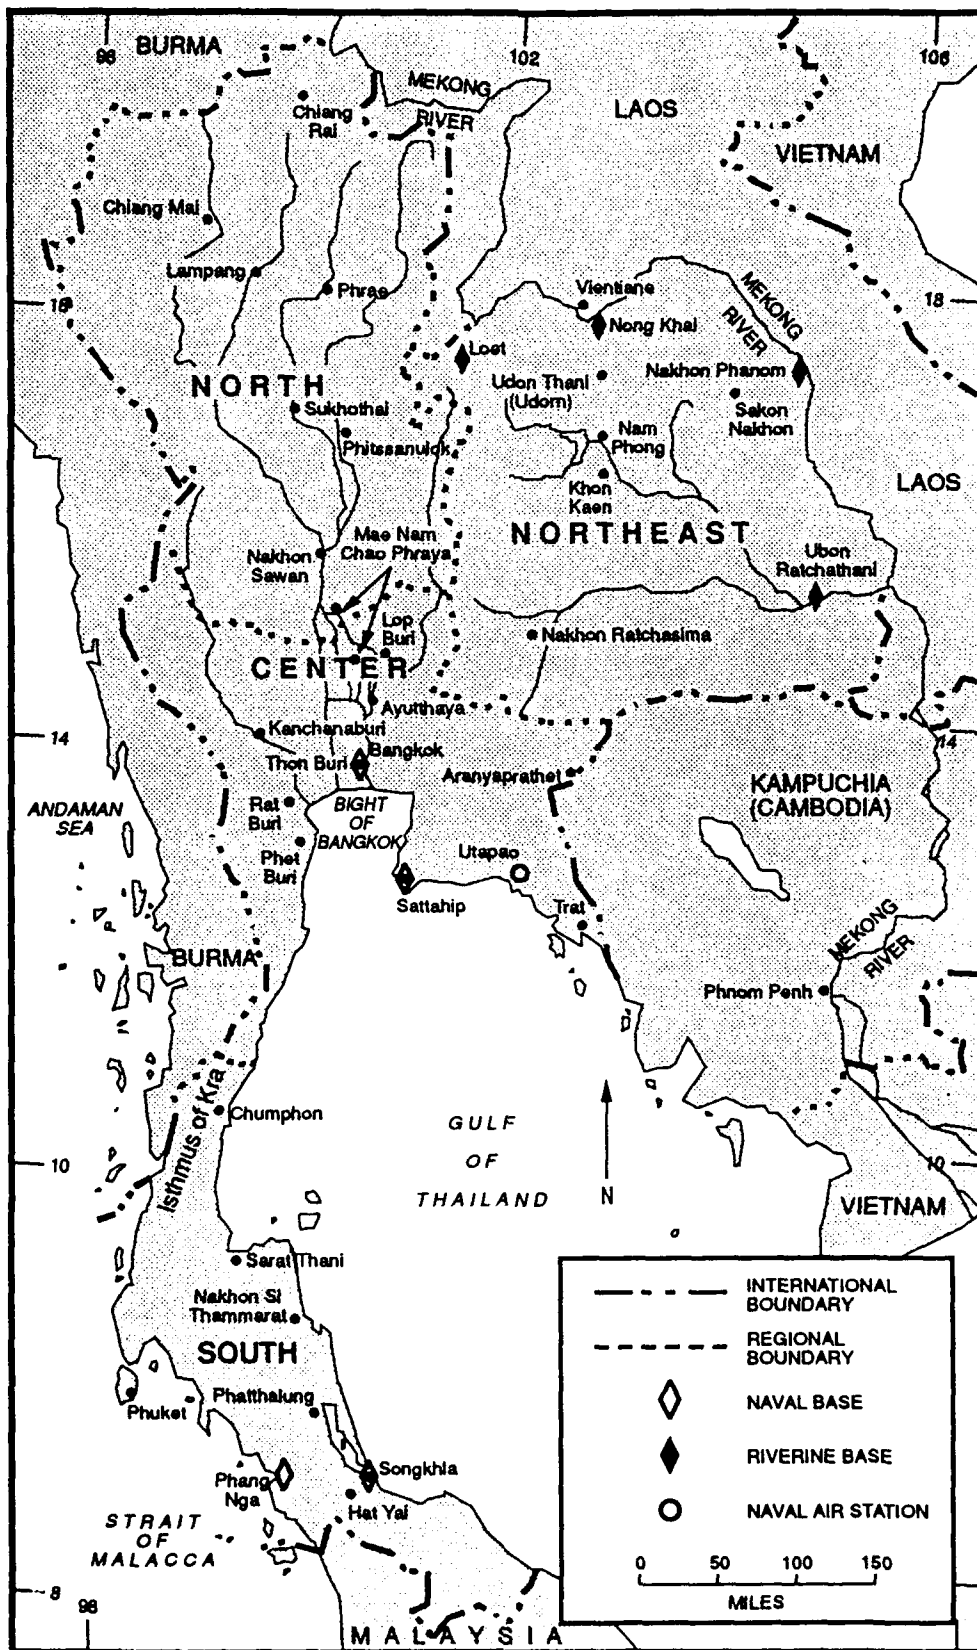 BURMA
98
102
106
MEKONG
RIVER
LAOS
VIETNAM
Chiang
Rai
Chiang Mai
Lampang
Phrae
18
18
Vientiane
Nong Khai
MEKONG
RIVER
Loei
NORTH
Udon Thani
(Udorn)
Nakhon Phanom
Sakon
Nakhon
Sukhothai
Phitssanulok
Nam
Phong
Khon
Kaen
LAOS
NORTHEAST
Mae Nam
Chao Phraya
Nakhon
Sawan
Ubon
Ratchathani
Lop
Buri
Nakhon Ratchasima
CENTER
Ayutthaya
14
14
Kanchanaburi
Bangkok
Thon Buri
Aranyaprathet
KAMPUCHIA
(CAMBODIA)
ANDAMAN
SEA
Rat
Buri
BIGHT
OF
BANGKOK
Phet
Buri
Utapao
Sattahip
Trat
MEKONG
RIVER
BURMA
Phnom Penh
Isthmus of Kra
Chumphon
GULF
OF
THAILAND
N
10
10
VIETNAM
Sarat Thani
Nakhon Si
Thammarat
SOUTH
Phuket
Phatthalung
Phang
Nga
Songkhla
Hat Yai
STRAIT
OF
MALACCA
8
98
MALAYSIA
INTERNATIONAL
BOUNDARY
REGIONAL
BOUNDARY
NAVAL BASE
RIVERINE BASE
NAVAL AIR STATION
0 50 100 150
MILES